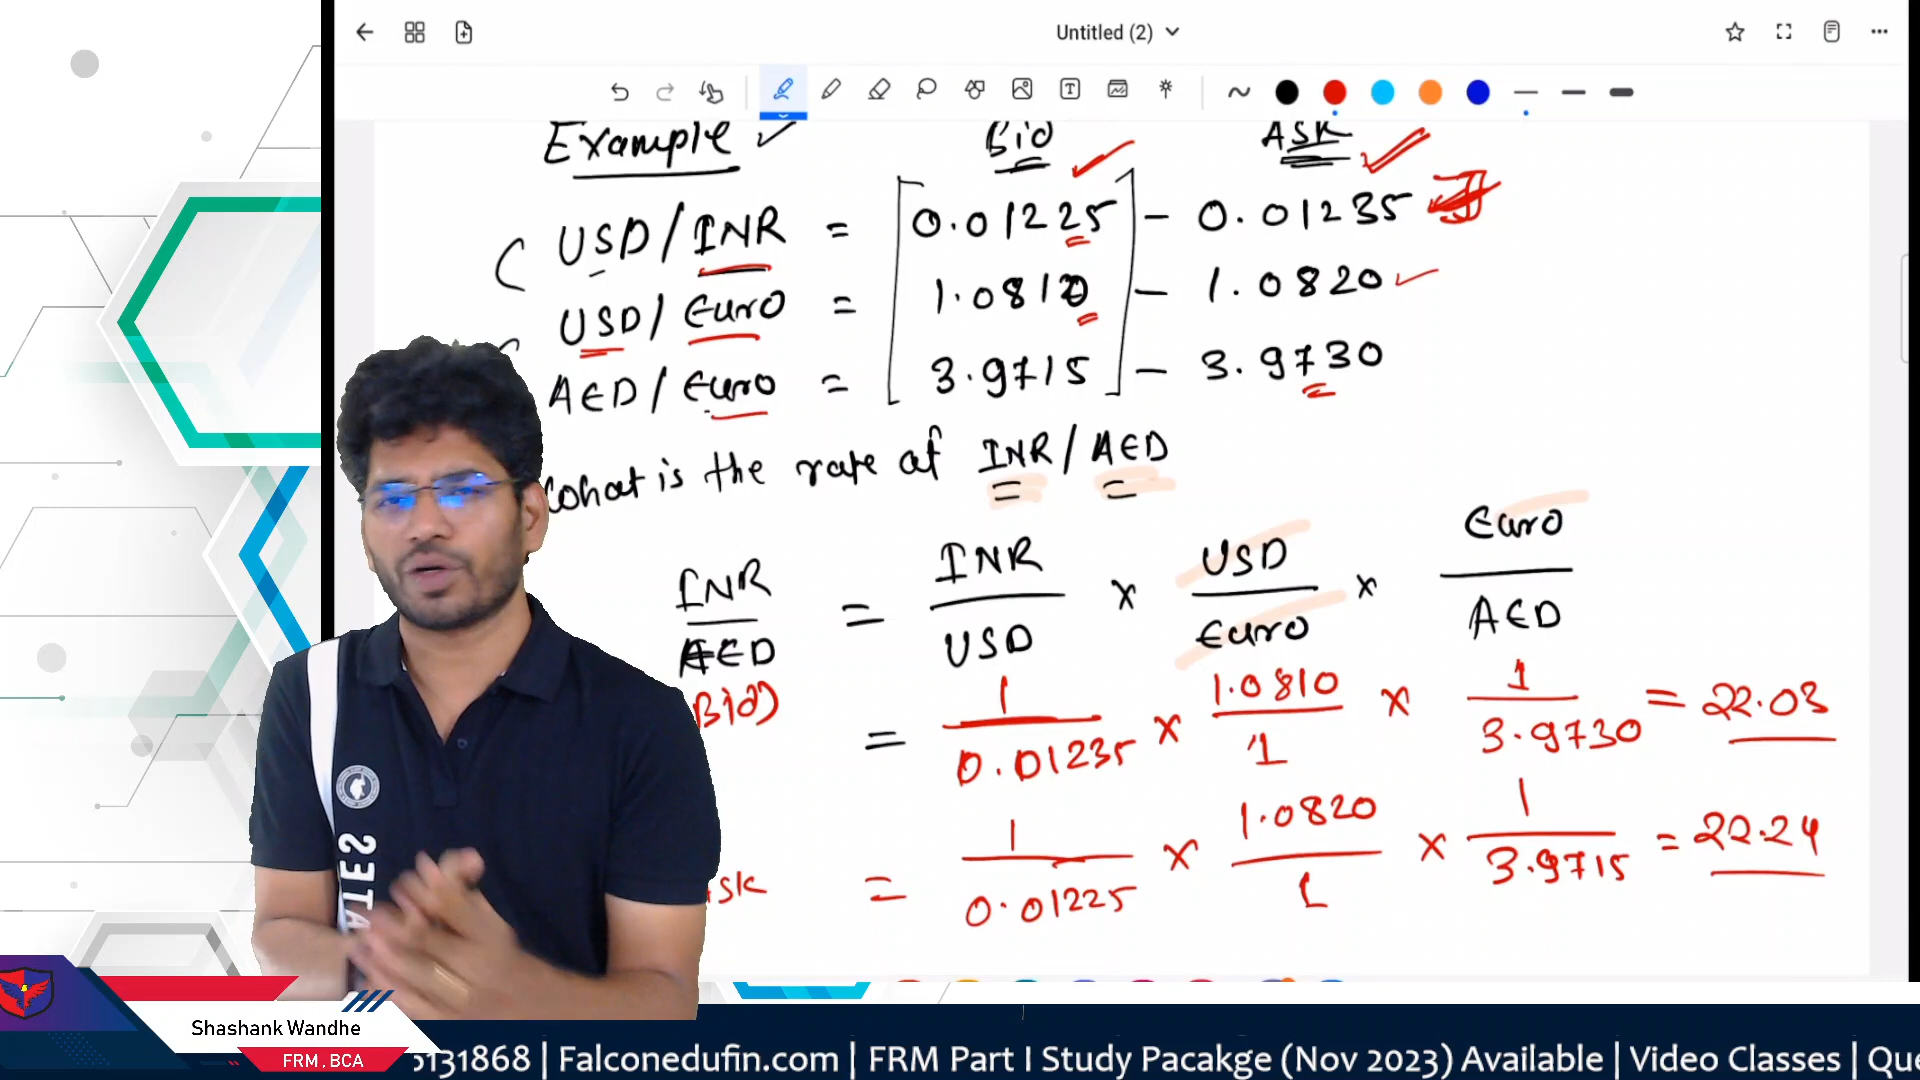 Untitled (2)
Example Bid ASK
USD/INR = 0.01225 - 0.01235
USD/Euro = 1.0810 - 1.0820
AED/Euro = 3.9715 - 3.9730
What is the rate of INR/AED
INR/AED = INR/USD x USD/Euro x Euro/AED
Bid) = 1/0.01235 x 1.0810/1 x 1/3.9730 = 22.03
ASK = 1/0.01225 x 1.0820/1 x 1/3.9715 = 22.24
Shashank Wandhe
FRM, BCA
5131868 | Falconedufin.com | FRM Part I Study Pacakge (Nov 2023) Available | Video Classes |